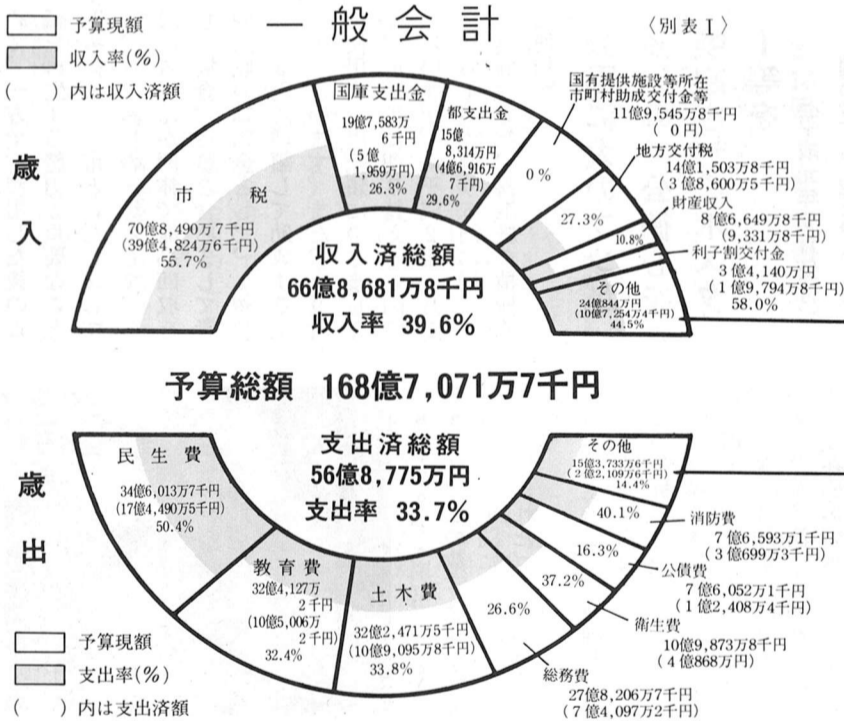 一般会計
〈別表Ⅰ〉
予算現額
収入率(%)
( )内は収入済額
歳入
市税
70億8,490万7千円
(39億4,824万6千円)
55.7%
国庫支出金
19億7,583万
6千円
(5億
1,959万円)
26.3%
都支出金
15億
8,314万円
(4億6,916万
7千円)
29.6%
国有提供施設等所在
市町村助成交付金等
11億9,545万8千円
(0円)
0%
地方交付税
14億1,503万8千円
(3億8,600万5千円)
27.3%
財産収入
8億6,649万8千円
(9,331万8千円)
10.8%
利子割交付金
3億4,140万円
(1億9,794万8千円)
58.0%
その他
24億844万円
(10億7,254万4千円)
44.5%
収入済総額
66億8,681万8千円
収入率 39.6%
予算総額 168億7,071万7千円
支出済総額
56億8,775万円
支出率 33.7%
歳出
民生費
34億6,013万7千円
(17億4,490万5千円)
50.4%
教育費
32億4,127万
2千円
(10億5,006万
2千円)
32.4%
土木費
32億2,471万5千円
(10億9,095万8千円)
33.8%
26.6%
総務費
27億8,206万7千円
(7億4,097万2千円)
37.2%
衛生費
10億9,873万8千円
(4億868万円)
16.3%
公債費
7億6,052万1千円
(1億2,408万4千円)
40.1%
消防費
7億6,593万1千円
(3億699万3千円)
その他
15億3,733万6千円
(2億2,109万6千円)
14.4%
予算現額
支出率(%)
( )内は支出済額